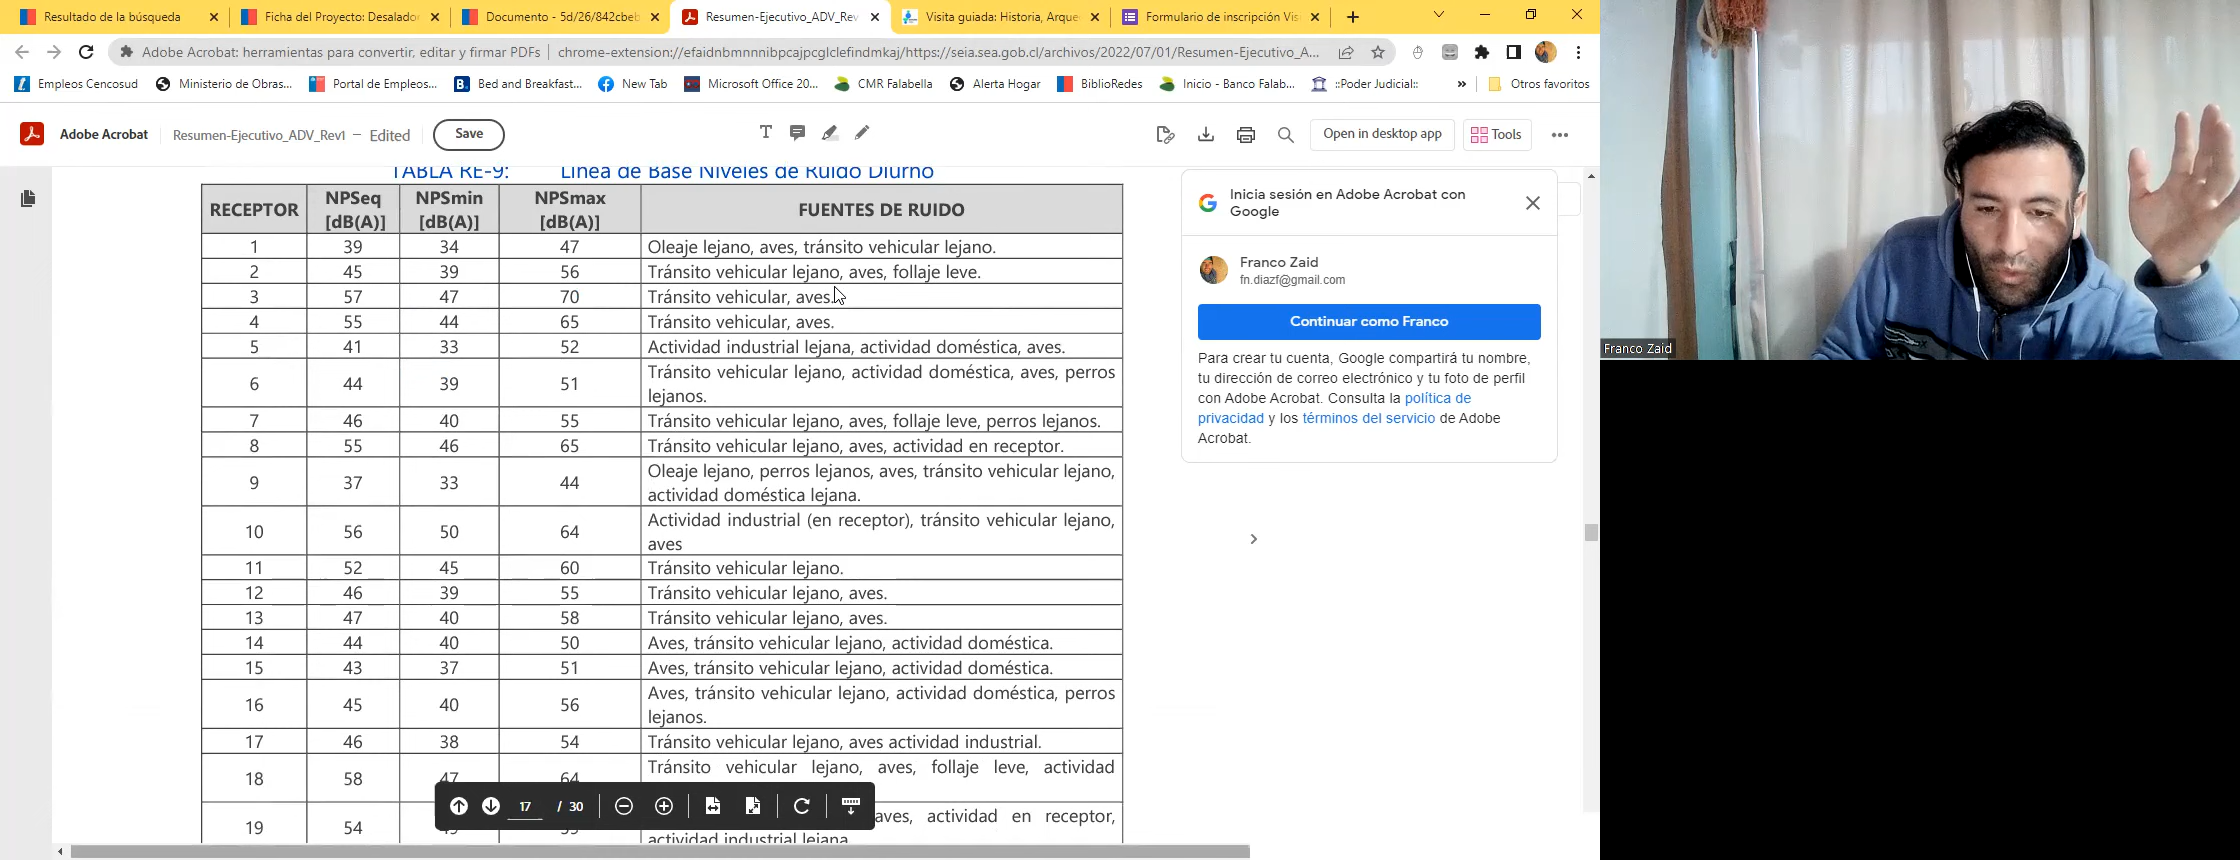 Resultado de la búsqueda
Ficha del Proyecto: Desalador
Documento - 5d/26/842cbeb
Resumen-Ejecutivo_ADV_Rev
Visita guiada: Historia, Arque
Formulario de inscripción Vis
Adobe Acrobat: herramientas para convertir, editar y firmar PDFs | chrome-extension://efaidnbmnnnibpcajpcglclefindmkaj/https://seia.sea.gob.cl/archivos/2022/07/01/Resumen-Ejecutivo_A...
Empleos Cencosud
Ministerio de Obras...
Portal de Empleos...
Bed and Breakfast...
New Tab
Microsoft Office 20...
CMR Falabella
Alerta Hogar
BiblioRedes
Inicio - Banco Falab...
::Poder Judicial::
»
Otros favoritos
Adobe Acrobat
Resumen-Ejecutivo_ADV_Rev1 – Edited
Save
Open in desktop app
Tools
TABLA RE-9: Línea de Base Niveles de Ruido Diurno
RECEPTOR NPSeq [dB(A)] NPSmin [dB(A)] NPSmax [dB(A)] FUENTES DE RUIDO
1 39 34 47 Oleaje lejano, aves, tránsito vehicular lejano.
2 45 39 56 Tránsito vehicular lejano, aves, follaje leve.
3 57 47 70 Tránsito vehicular, aves.
4 55 44 65 Tránsito vehicular, aves.
5 41 33 52 Actividad industrial lejana, actividad doméstica, aves.
6 44 39 51 Tránsito vehicular lejano, actividad doméstica, aves, perros
lejanos.
7 46 40 55 Tránsito vehicular lejano, aves, follaje leve, perros lejanos.
8 55 46 65 Tránsito vehicular lejano, aves, actividad en receptor.
9 37 33 44 Oleaje lejano, perros lejanos, aves, tránsito vehicular lejano,
actividad doméstica lejana.
10 56 50 64 Actividad industrial (en receptor), tránsito vehicular lejano,
aves
11 52 45 60 Tránsito vehicular lejano.
12 46 39 55 Tránsito vehicular lejano, aves.
13 47 40 58 Tránsito vehicular lejano, aves.
14 44 40 50 Aves, tránsito vehicular lejano, actividad doméstica.
15 43 37 51 Aves, tránsito vehicular lejano, actividad doméstica.
16 45 40 56 Aves, tránsito vehicular lejano, actividad doméstica, perros
lejanos.
17 46 38 54 Tránsito vehicular lejano, aves actividad industrial.
18 58 47 64 Tránsito vehicular lejano, aves, follaje leve, actividad
19 54 aves, actividad en receptor,
actividad industrial lejana
17 / 30
Inicia sesión en Adobe Acrobat con
Google
Franco Zaid
fn.diazf@gmail.com
Continuar como Franco
Para crear tu cuenta, Google compartirá tu nombre,
tu dirección de correo electrónico y tu foto de perfil
con Adobe Acrobat. Consulta la política de
privacidad y los términos del servicio de Adobe
Acrobat.
Franco Zaid